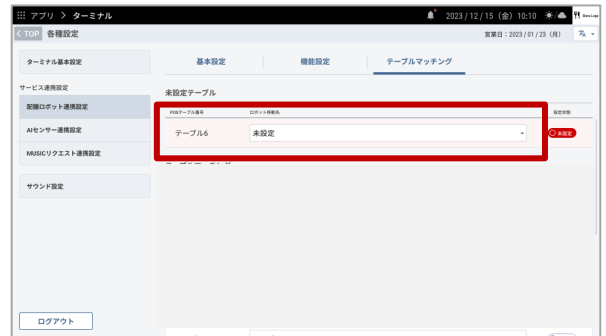 アプリ > ターミナル
2023/12/15(金) 10:10
< TOP 各種設定
営業日：2023/01/23(月)
ターミナル基本設定
サービス連携設定
配膳ロボット連携設定
AIセンサー連携設定
MUSICリクエスト連携設定
サウンド設定
ログアウト
基本設定 機能設定 テーブルマッチング
未設定テーブル
POSテーブル番号 ロボット移動先 設定状態
テーブル6 未設定 未設定